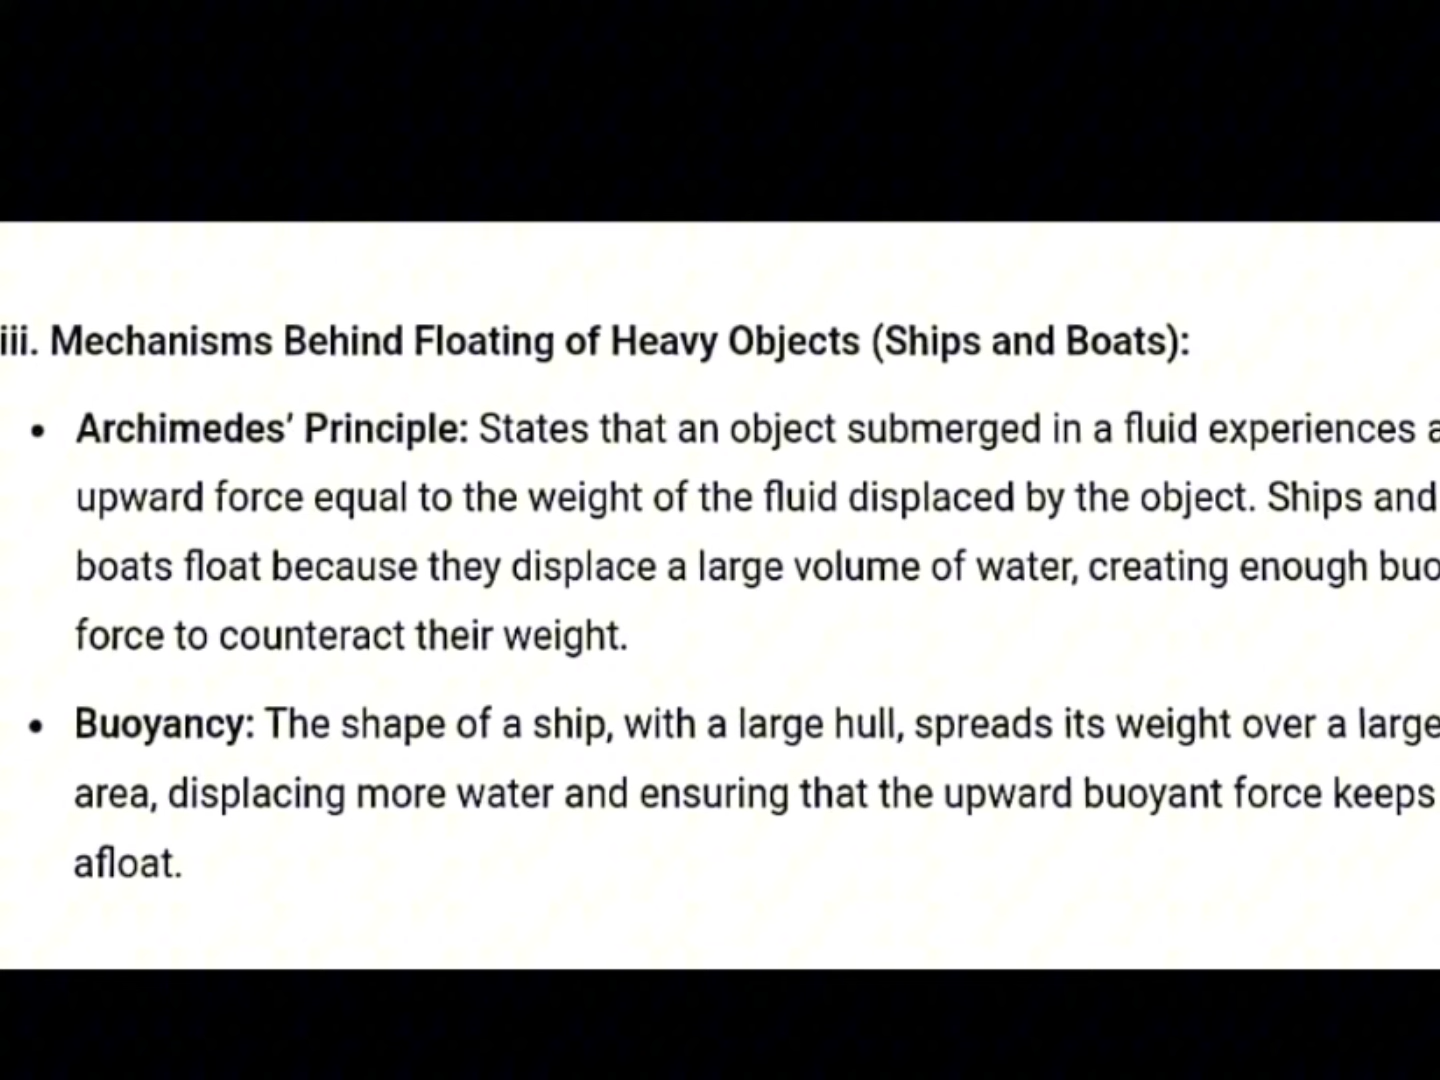 iii. Mechanisms Behind Floating of Heavy Objects (Ships and Boats):
• Archimedes’ Principle: States that an object submerged in a fluid experiences a
upward force equal to the weight of the fluid displaced by the object. Ships and
boats float because they displace a large volume of water, creating enough buo
force to counteract their weight.
• Buoyancy: The shape of a ship, with a large hull, spreads its weight over a large
area, displacing more water and ensuring that the upward buoyant force keeps
afloat.